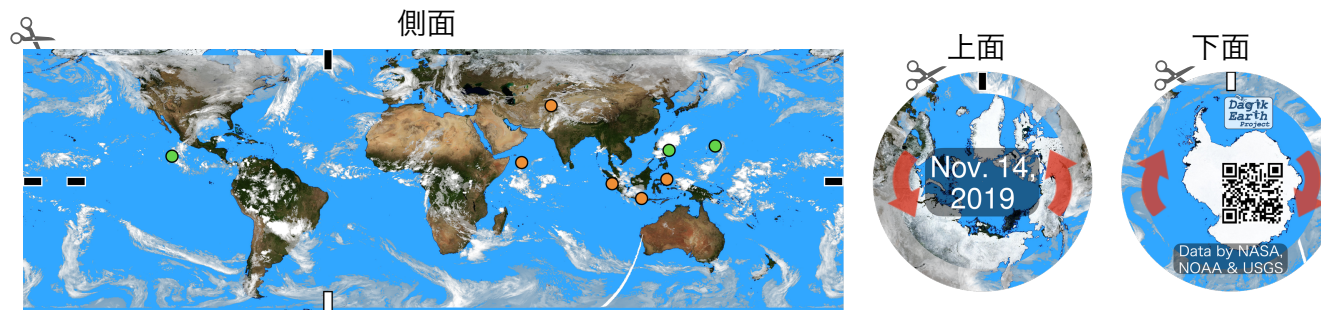 側面
上面
下面
Nov. 14,
2019
Dagik
Earth
Project
Data by NASA,
NOAA & USGS